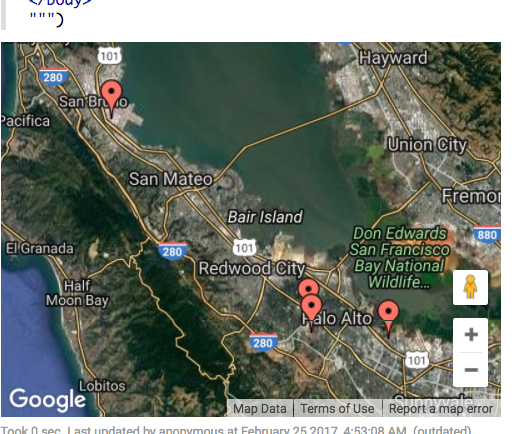 </body>
""")
101
280
Hayward
San Bruno
Pacifica
Union City
San Mateo
Fremor
Bair Island
Don Edwards
San Francisco
Bay National
Wildlife...
880
101
El Granada
280
Redwood City
Half
Moon Bay
Palo Alto
280
101
Lobitos
Sunnyvale
Google
Map Data
Terms of Use
Report a map error
Took 0 sec. Last updated by anonymous at February 25 2017, 4:53:08 AM. (outdated)